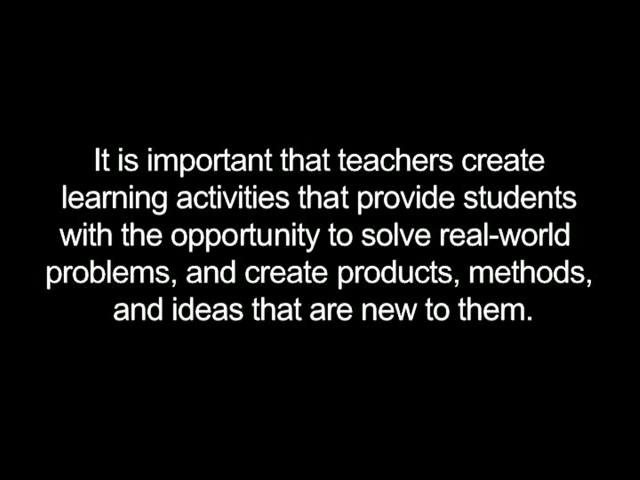 It is important that teachers create
learning activities that provide students
with the opportunity to solve real-world
problems, and create products, methods,
and ideas that are new to them.